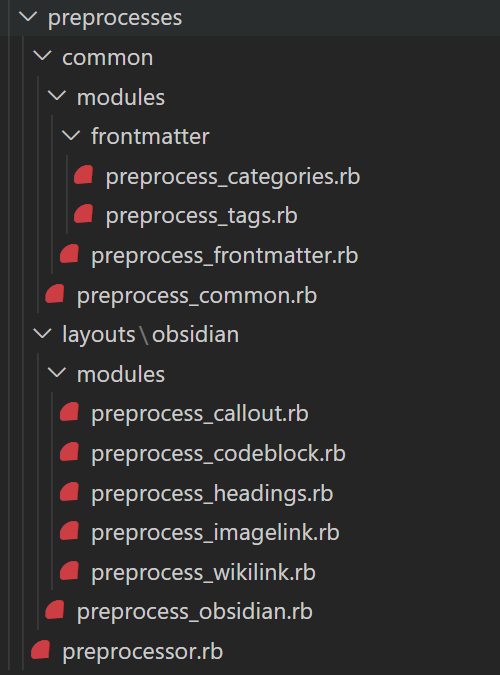 preprocesses
common
modules
frontmatter
preprocess_categories.rb
preprocess_tags.rb
preprocess_frontmatter.rb
preprocess_common.rb
layouts\obsidian
modules
preprocess_callout.rb
preprocess_codeblock.rb
preprocess_headings.rb
preprocess_imagelink.rb
preprocess_wikilink.rb
preprocess_obsidian.rb
preprocessor.rb